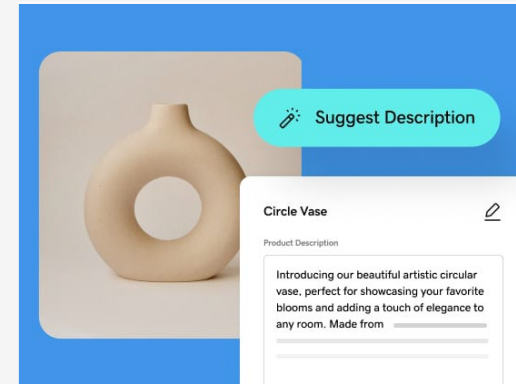 Suggest Description
Circle Vase
Product Description
Introducing our beautiful artistic circular
vase, perfect for showcasing your favorite
blooms and adding a touch of elegance to
any room. Made from